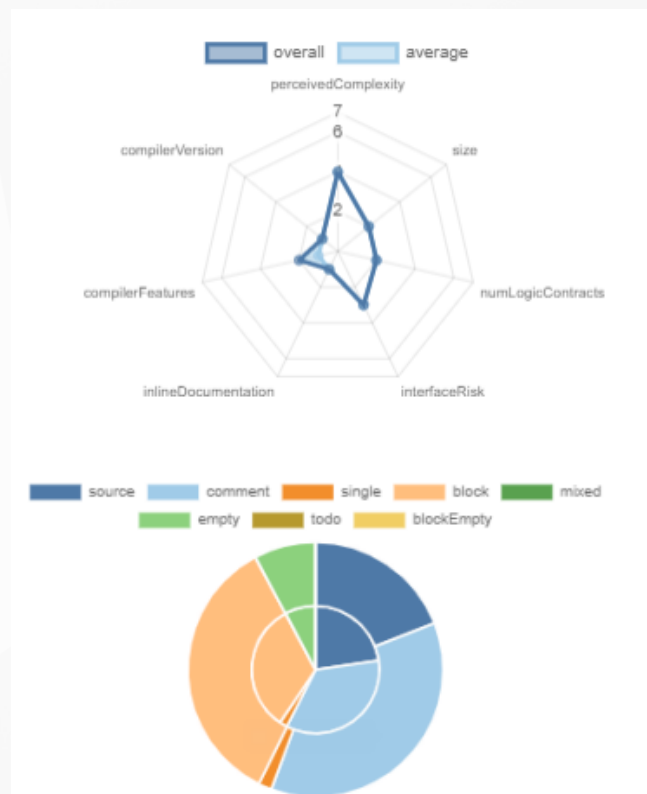 overall average
perceivedComplexity
7
6
compilerVersion size
2
compilerFeatures numLogicContracts
inlineDocumentation interfaceRisk
source comment single block mixed
empty todo blockEmpty